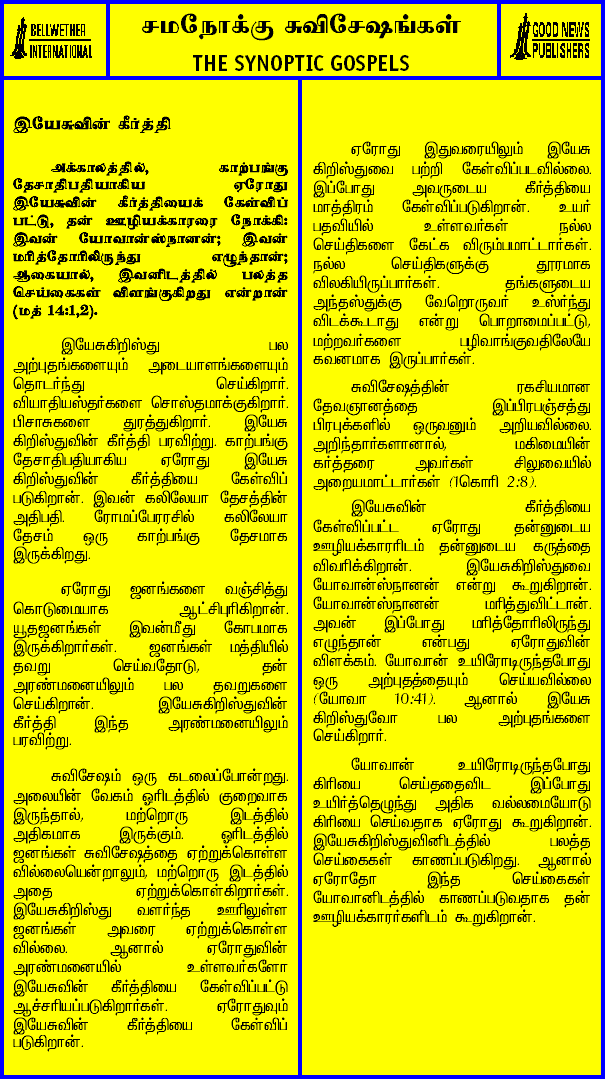 BELLWETHER
INTERNATIONAL
சமநோக்கு சுவிசேஷங்கள்
THE SYNOPTIC GOSPELS
GOOD NEWS
PUBLISHERS
இயேசுவின் கீர்த்தி
அக்காலத்தில், காற்பங்கு
தேசாதிபதியாகிய ஏரோது
இயேசுவின் கீர்த்தியைக் கேள்விப்
பட்டு, தன் ஊழியக்காரரை நோக்கி:
இவன் யோவான்ஸ்நானன்; இவன்
மரித்தோரிலிருந்து எழுந்தான்;
ஆகையால், இவனிடத்தில் பலத்த
செய்கைகள் விளங்குகிறது என்றான்
(மத் 14:1,2).
இயேசுகிறிஸ்து பல
அற்புதங்களையும் அடையாளங்களையும்
தொடர்ந்து செய்கிறார்.
வியாதியஸ்தர்களை சொஸ்தமாக்குகிறார்.
பிசாசுகளை துரத்துகிறார். இயேசு
கிறிஸ்துவின் கீர்த்தி பரவிற்று. காற்பங்கு
தேசாதிபதியாகிய ஏரோது இயேசு
கிறிஸ்துவின் கீர்த்தியை கேள்விப்
படுகிறான். இவன் கலிலேயா தேசத்தின்
அதிபதி. ரோமப்பேரரசில் கலிலேயா
தேசம் ஒரு காற்பங்கு தேசமாக
இருக்கிறது.
ஏரோது ஜனங்களை வஞ்சித்து
கொடுமையாக ஆட்சிபுரிகிறான்.
யூதஜனங்கள் இவன்மீது கோபமாக
இருக்கிறார்கள். ஜனங்கள் மத்தியில்
தவறு செய்வதோடு, தன்
அரண்மனையிலும் பல தவறுகளை
செய்கிறான். இயேசுகிறிஸ்துவின்
கீர்த்தி இந்த அரண்மனையிலும்
பரவிற்று.
சுவிசேஷம் ஒரு கடலைப்போன்றது.
அலையின் வேகம் ஓரிடத்தில் குறைவாக
இருந்தால், மற்றொரு இடத்தில்
அதிகமாக இருக்கும். ஓரிடத்தில்
ஜனங்கள் சுவிசேஷத்தை ஏற்றுக்கொள்ள
வில்லையென்றாலும், மற்றொரு இடத்தில்
அதை ஏற்றுக்கொள்கிறார்கள்.
இயேசுகிறிஸ்து வளர்ந்த ஊரிலுள்ள
ஜனங்கள் அவரை ஏற்றுக்கொள்ள
வில்லை. ஆனால் ஏரோதுவின்
அரண்மனையில் உள்ளவர்களோ
இயேசுவின் கீர்த்தியை கேள்விப்பட்டு
ஆச்சரியப்படுகிறார்கள். ஏரோதுவும்
இயேசுவின் கீர்த்தியை கேள்விப்
படுகிறான்.
ஏரோது இதுவரையிலும் இயேசு
கிறிஸ்துவை பற்றி கேள்விப்படவில்லை.
இப்போது அவருடைய கீர்த்தியை
மாத்திரம் கேள்விப்படுகிறான். உயர்
பதவியில் உள்ளவர்கள் நல்ல
செய்திகளை கேட்க விரும்பமாட்டார்கள்.
நல்ல செய்திகளுக்கு தூரமாக
விலகியிருப்பார்கள். தங்களுடைய
அந்தஸ்துக்கு வேறொருவர் உயர்ந்து
விடக்கூடாது என்று பொறாமைப்பட்டு,
மற்றவர்களை பழிவாங்குவதிலேயே
கவனமாக இருப்பார்கள்.
சுவிசேஷத்தின் ரகசியமான
தேவஞானத்தை இப்பிரபஞ்சத்து
பிரபுக்களில் ஒருவனும் அறியவில்லை.
அறிந்தார்களானால், மகிமையின்
கர்த்தரை அவர்கள் சிலுவையில்
அறையமாட்டார்கள் (1கொரி 2:8).
இயேசுவின் கீர்த்தியை
கேள்விப்பட்ட ஏரோது தன்னுடைய
ஊழியக்காரரிடம் தன்னுடைய கருத்தை
விவரிக்கிறான். இயேசுகிறிஸ்துவை
யோவான்ஸ்நானன் என்று கூறுகிறான்.
யோவான்ஸ்நானன் மரித்துவிட்டான்.
அவன் இப்போது மரித்தோரிலிருந்து
எழுந்தான் என்பது ஏரோதுவின்
விளக்கம். யோவான் உயிரோடிருந்தபோது
ஒரு அற்புதத்தையும் செய்யவில்லை
(யோவா 10:41). ஆனால் இயேசு
கிறிஸ்துவோ பல அற்புதங்களை
செய்கிறார்.
யோவான் உயிரோடிருந்தபோது
கிரியை செய்ததைவிட இப்போது
உயிர்த்தெழுந்து அதிக வல்லமையோடு
கிரியை செய்வதாக ஏரோது கூறுகிறான்.
இயேசுகிறிஸ்துவினிடத்தில் பலத்த
செய்கைகள் காணப்படுகிறது. ஆனால்
ஏரோதோ இந்த செய்கைகள்
யோவானிடத்தில் காணப்படுவதாக தன்
ஊழியக்காரர்களிடம் கூறுகிறான்.